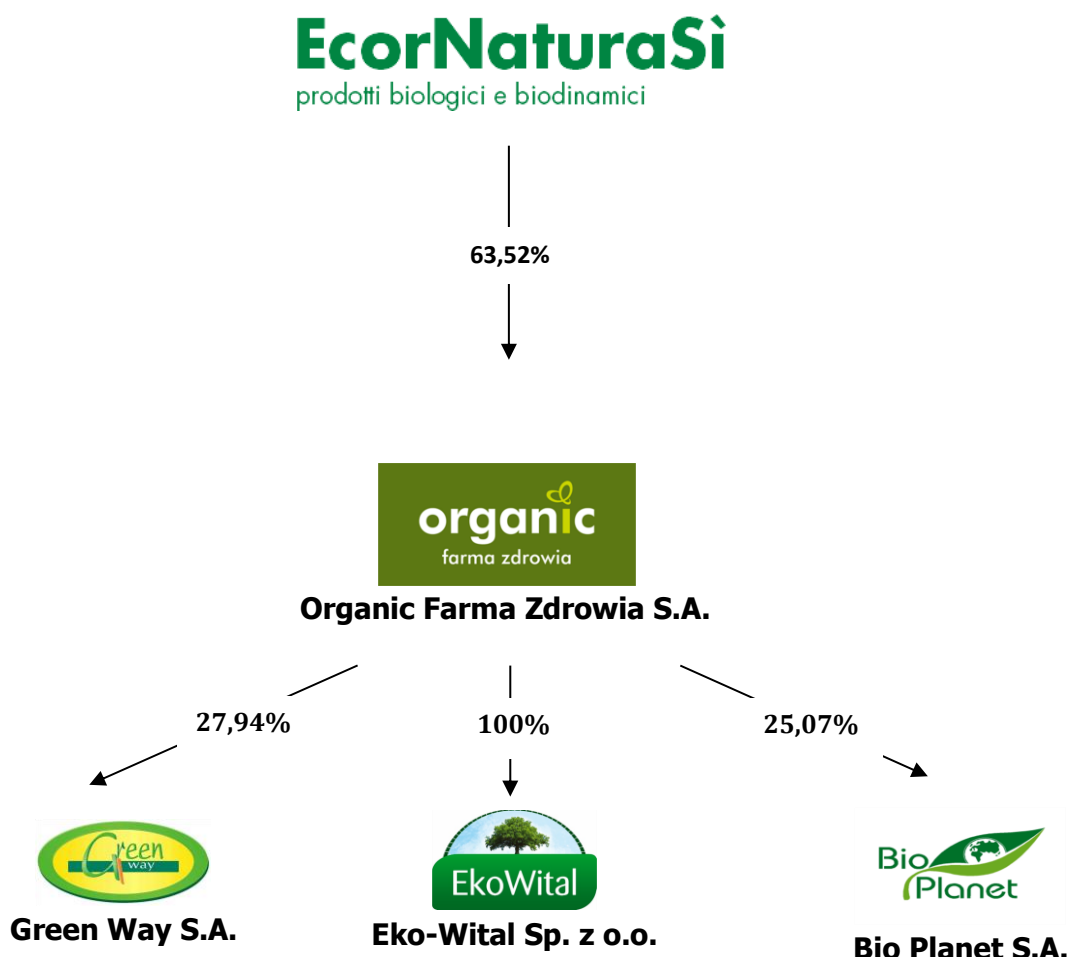 EcorNaturaSì
prodotti biologici e biodinamici
63,52%
organic
farma zdrowia
Organic Farma Zdrowia S.A.
27,94%
100%
25,07%
Green
way
EkoWital
Bio
Planet
Green Way S.A.
Eko-Wital Sp. z o.o.
Bio Planet S.A.